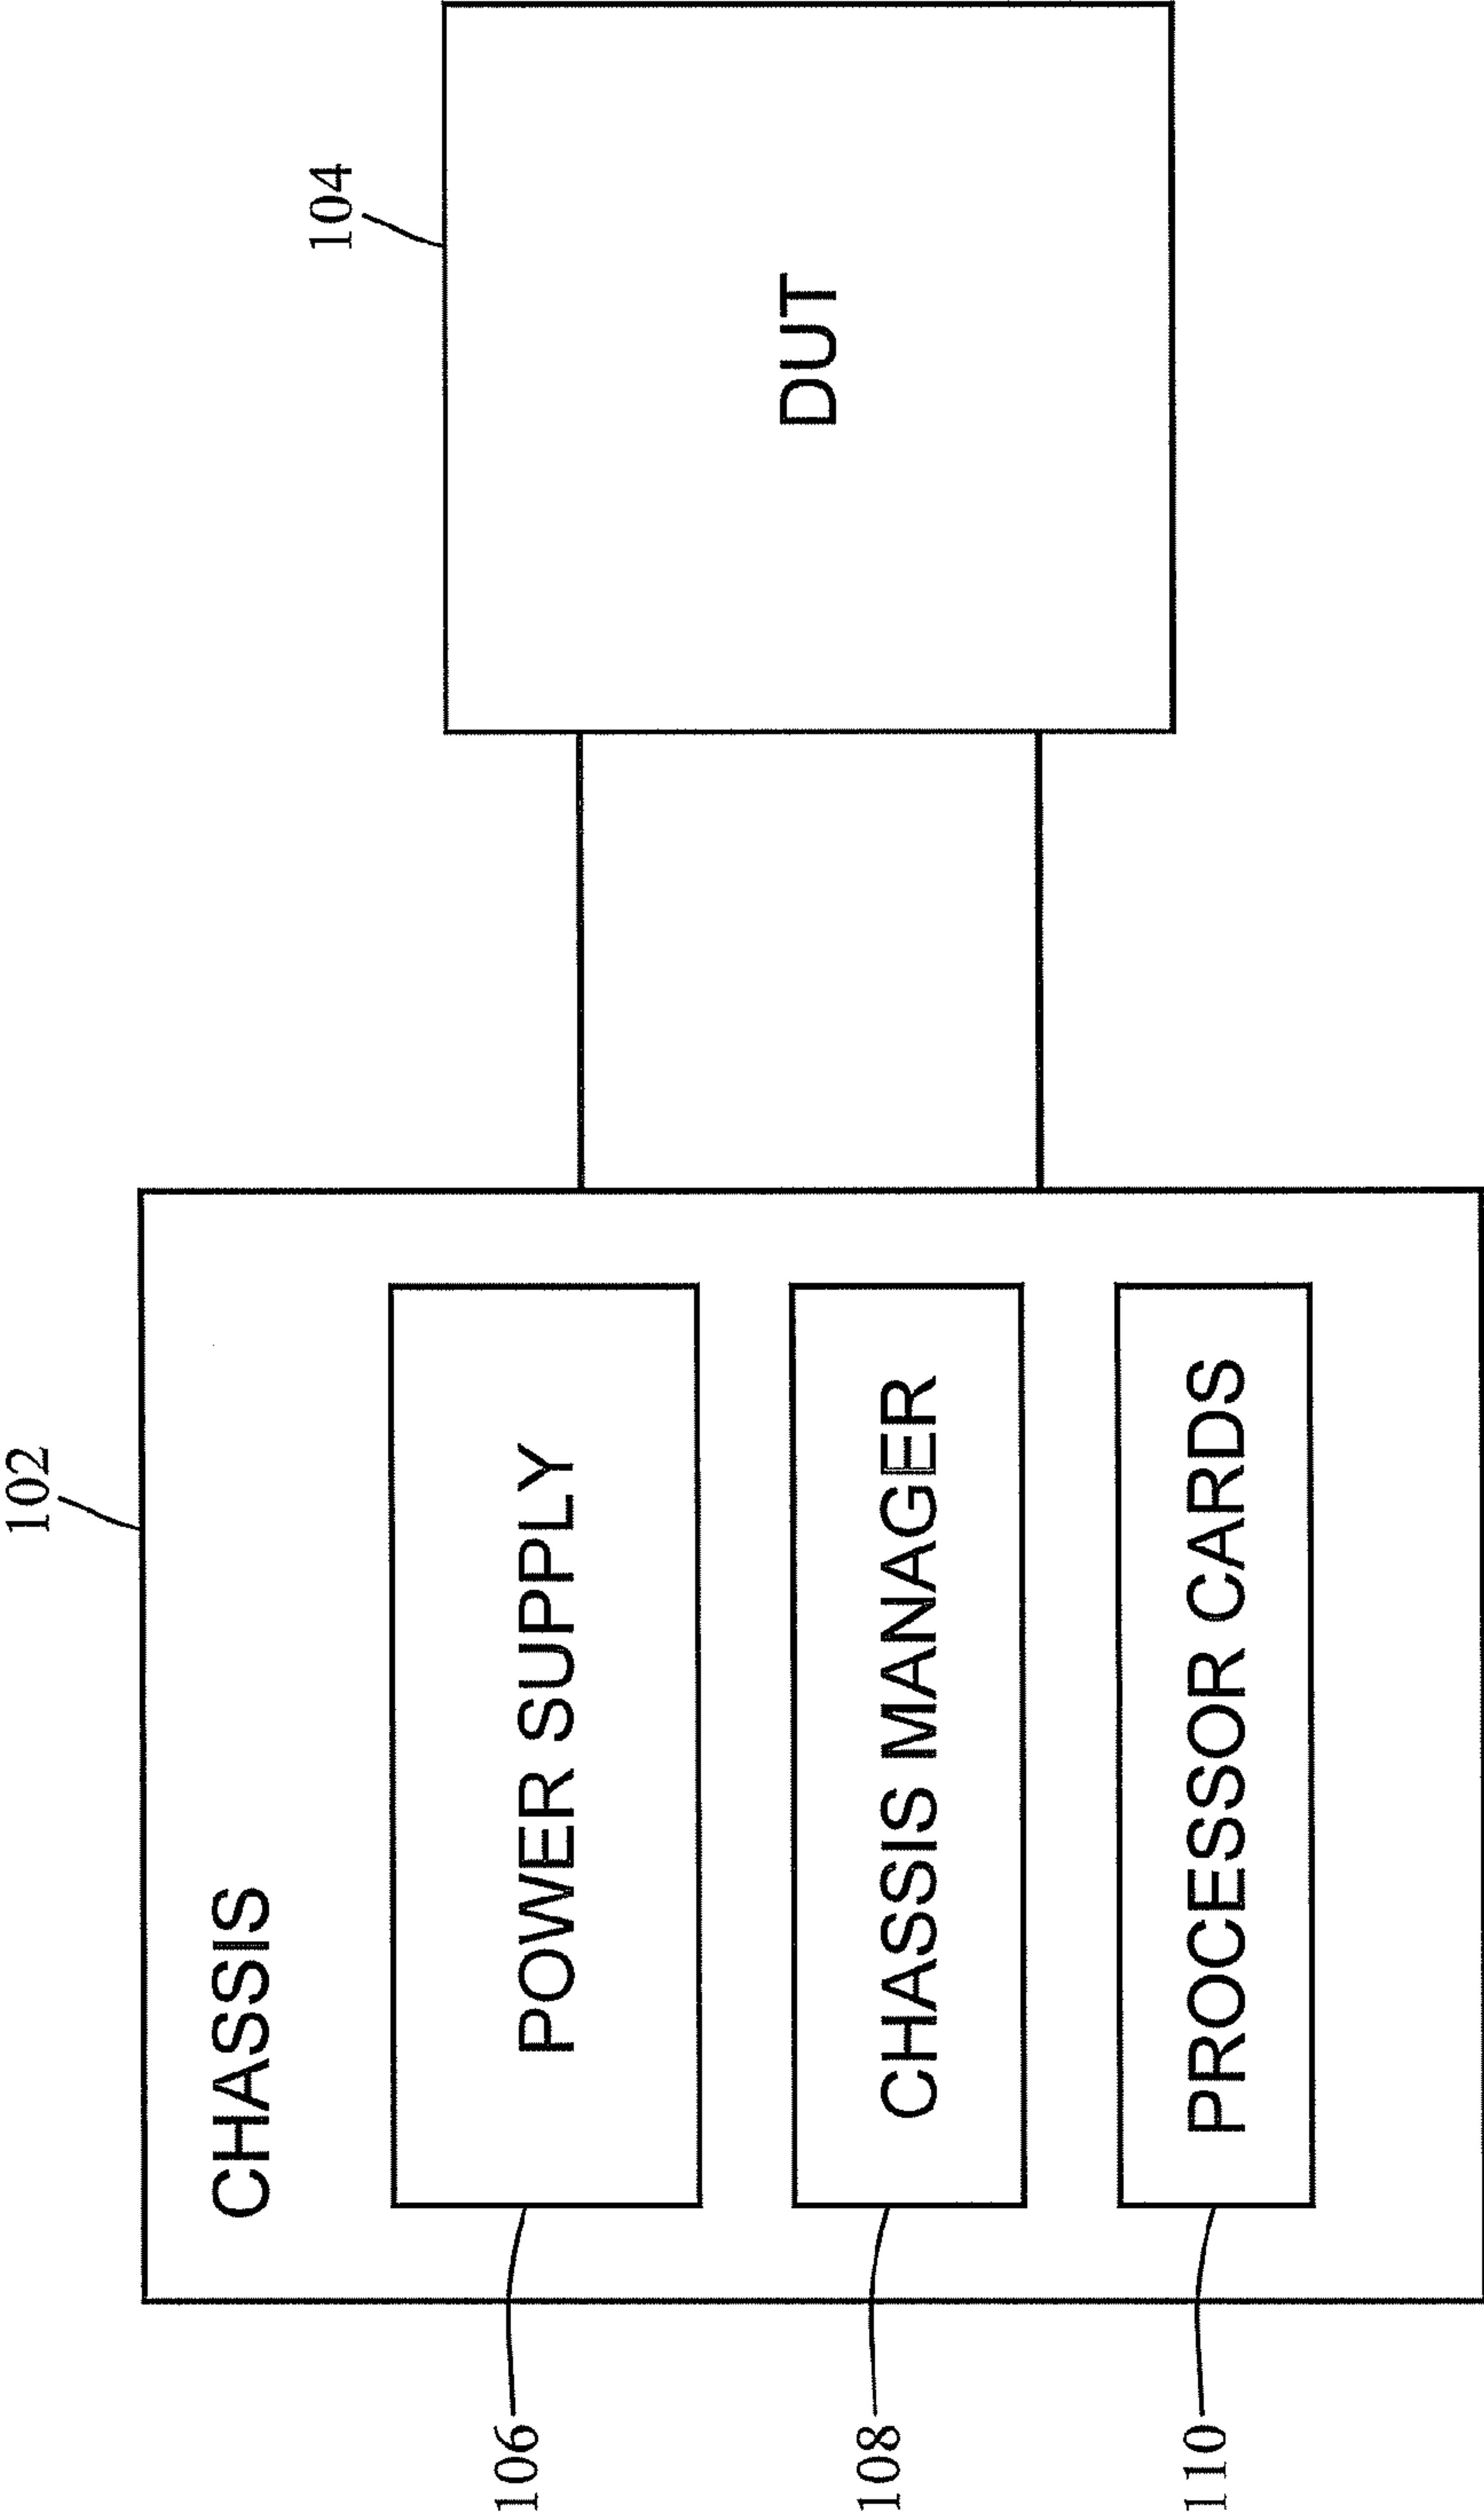 102
104
CHASSIS
106
POWER SUPPLY
DUT
108
CHASSIS MANAGER
110
PROCESSOR CARDS